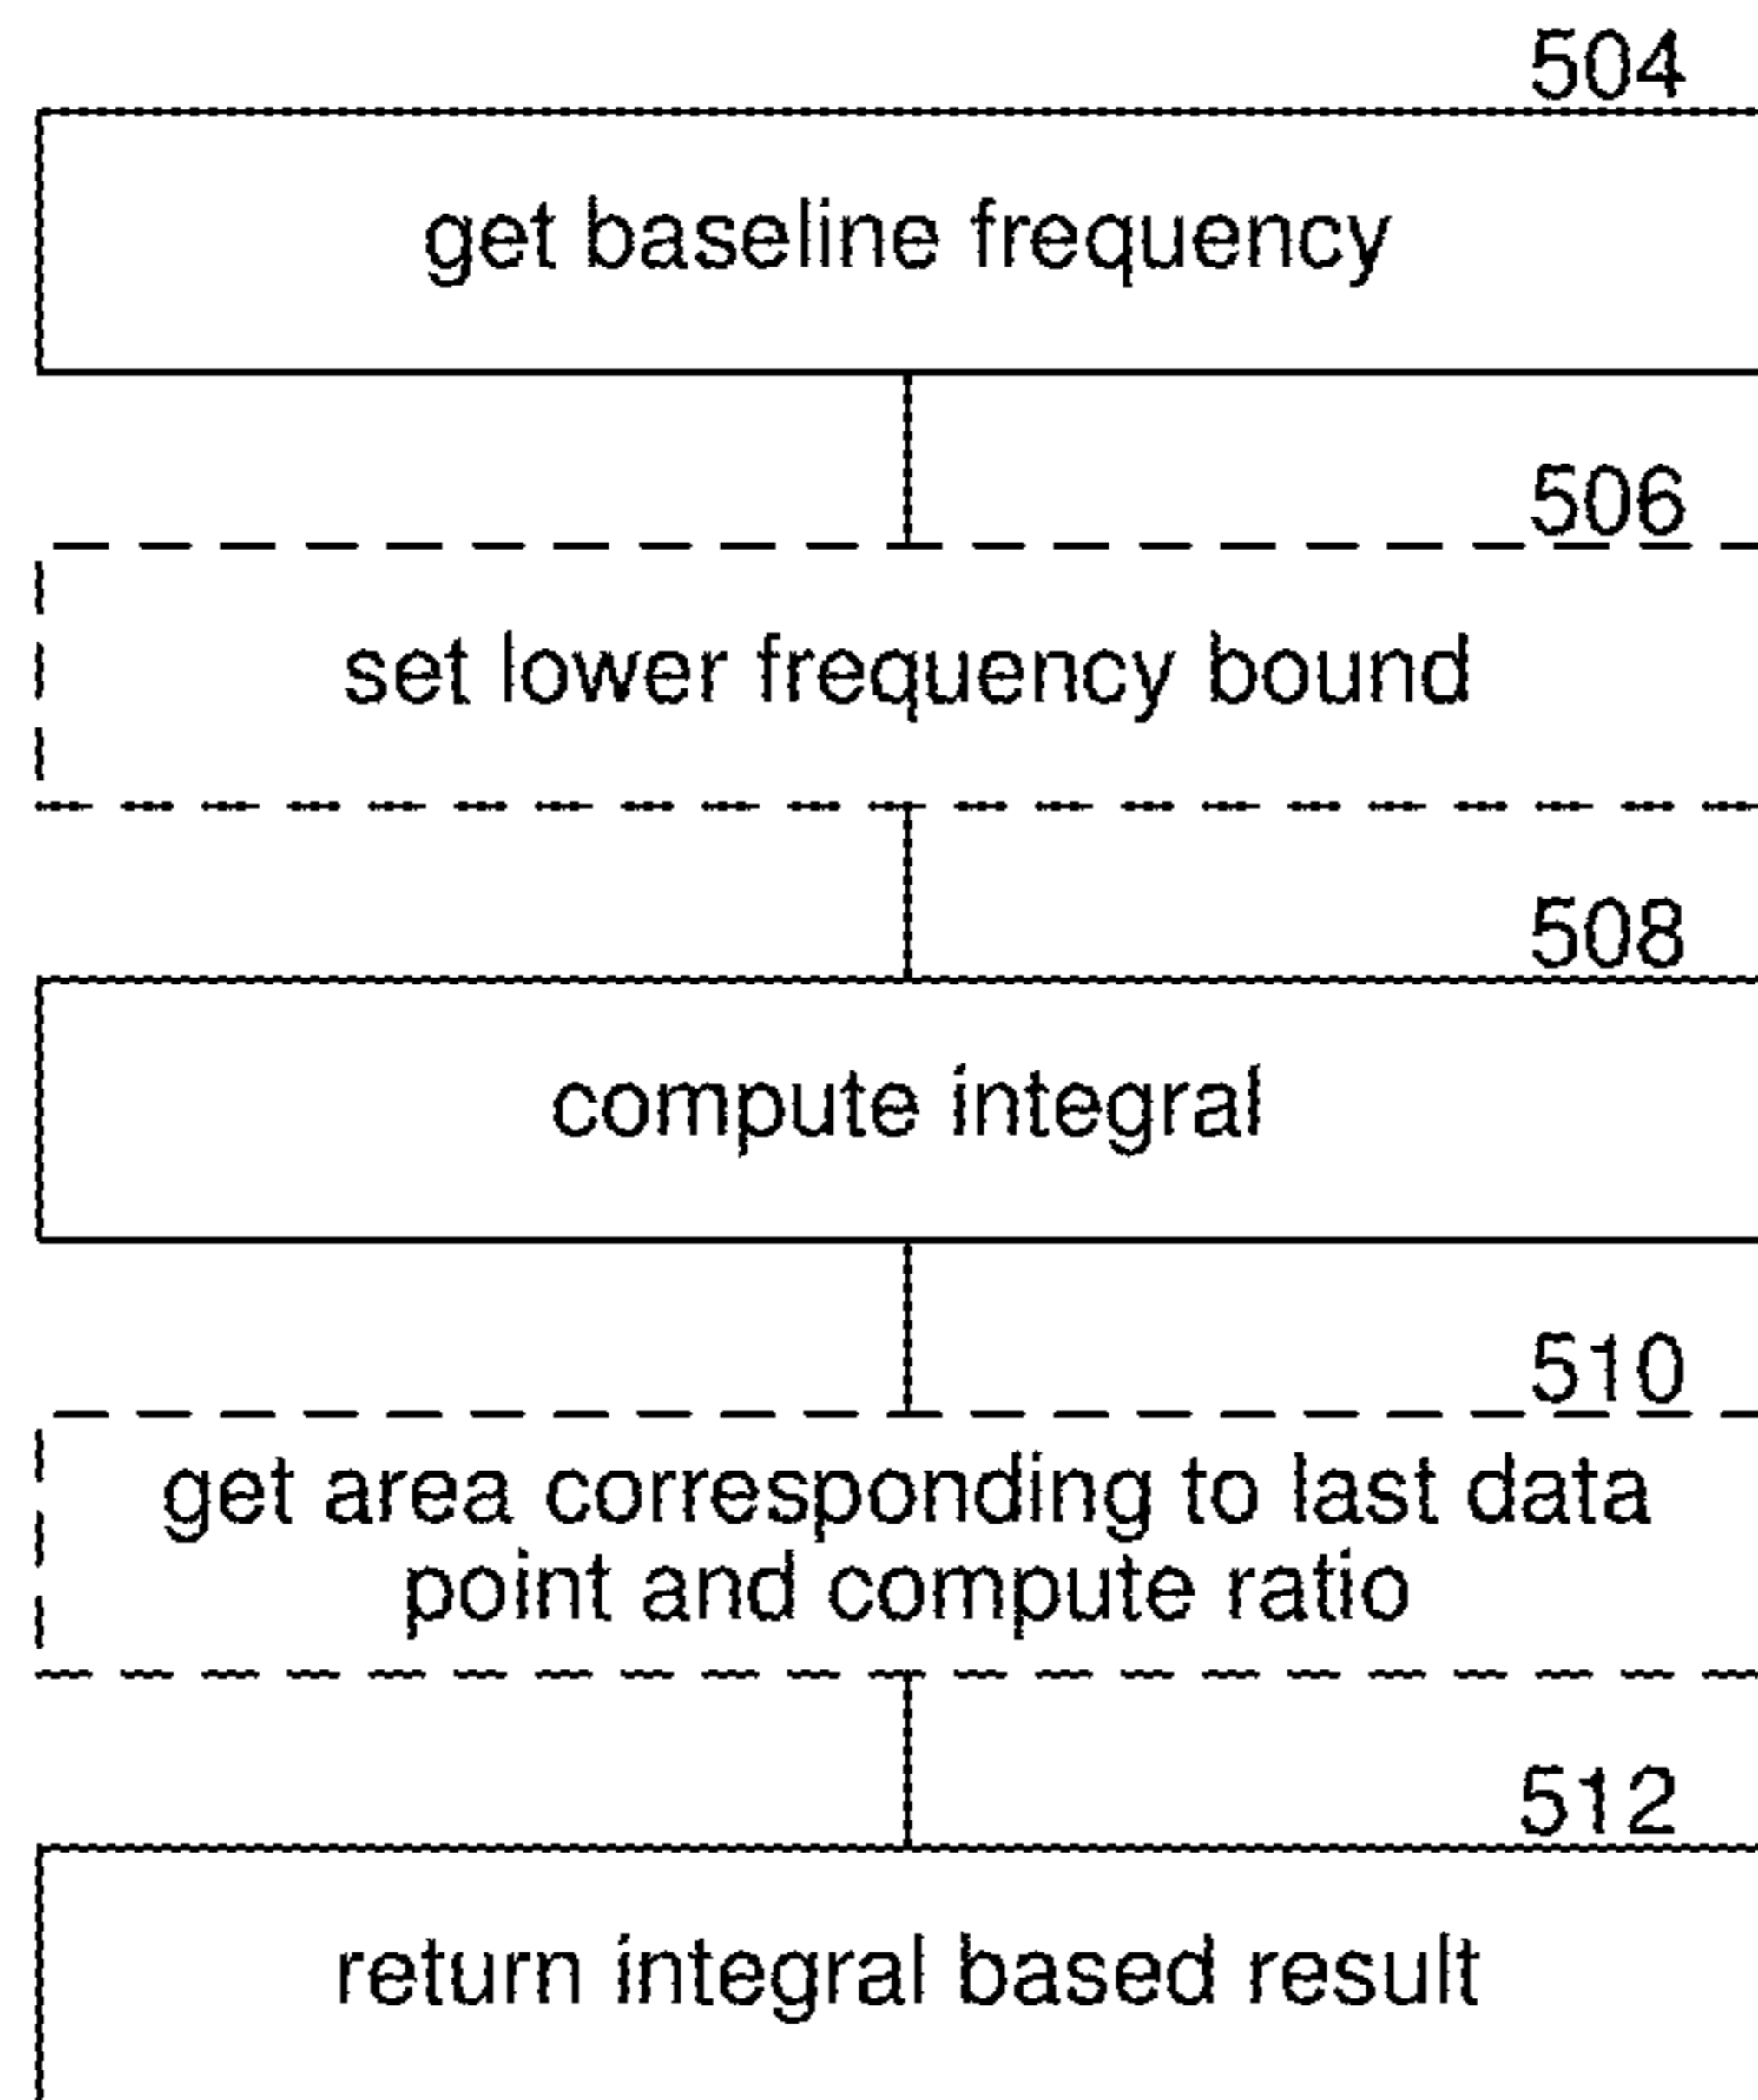 504
get baseline frequency
506
set lower frequency bound
508
compute integral
510
get area corresponding to last data
point and compute ratio
512
return integral based result